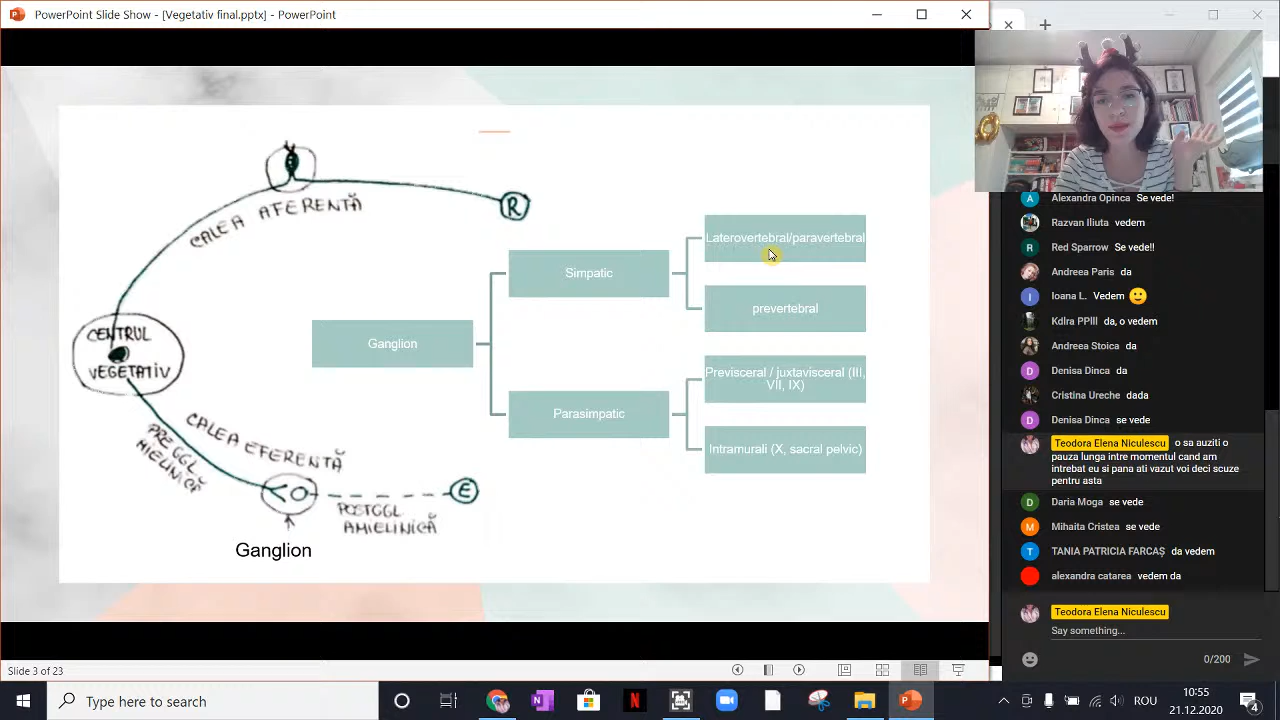 PowerPoint Slide Show - [Vegetativ final.pptx] - PowerPoint
CALEA AFERENTĂ
R
CENTRUL
VEGETATIV
CALEA EFERENTĂ
PREGGL
MIELINICĂ
E
POSTGGL
AMIELINICĂ
Ganglion
Ganglion
Simpatic
Parasimpatic
Laterovertebral/paravertebral
prevertebral
Previsceral / juxtavisceral (III,
VII, IX)
Intramurali (X, sacral pelvic)
A Alexandra Opinca Se vede!
Razvan Iliuta vedem
R Red Sparrow Se vede!!
Andreea Paris da
I Ioana L. Vedem
Kdlra PPlll da, o vedem
Andreea Stoica da
D Denisa Dinca da
Cristina Ureche dada
D Denisa Dinca se vede
Teodora Elena Niculescu o sa auziti o
pauza lunga intre momentul cand am
intrebat eu si pana ati vazut voi deci scuze
pentru asta
D Daria Moga se vede
M Mihaita Cristea se vede
T TANIA PATRICIA FARCAȘ da vedem
alexandra catarea vedem da
Teodora Elena Niculescu
Say something...
0/200
Slide 3 of 23
Type here to search
ROU
10:55
21.12.2020
4